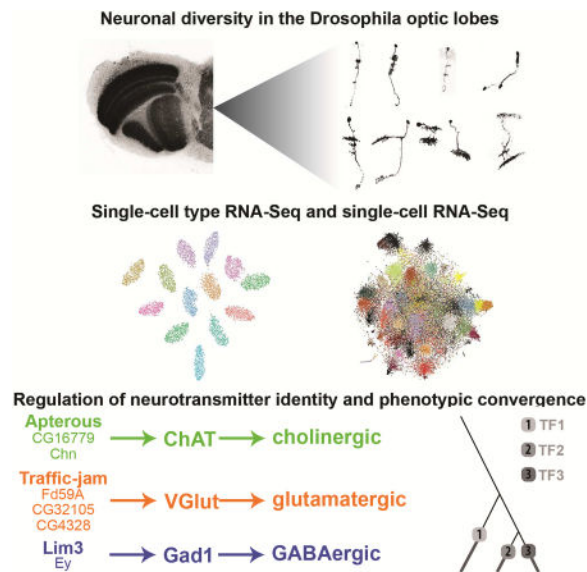 Neuronal diversity in the Drosophila optic lobes
Single-cell type RNA-Seq and single-cell RNA-Seq
Regulation of neurotransmitter identity and phenotypic convergence
Apterous
CG16779
Chn
ChAT
cholinergic
Traffic-jam
Fd59A
CG32105
CG4328
VGlut
glutamatergic
Lim3
Ey
Gad1
GABAergic
1 TF1
2 TF2
3 TF3
1
2
3